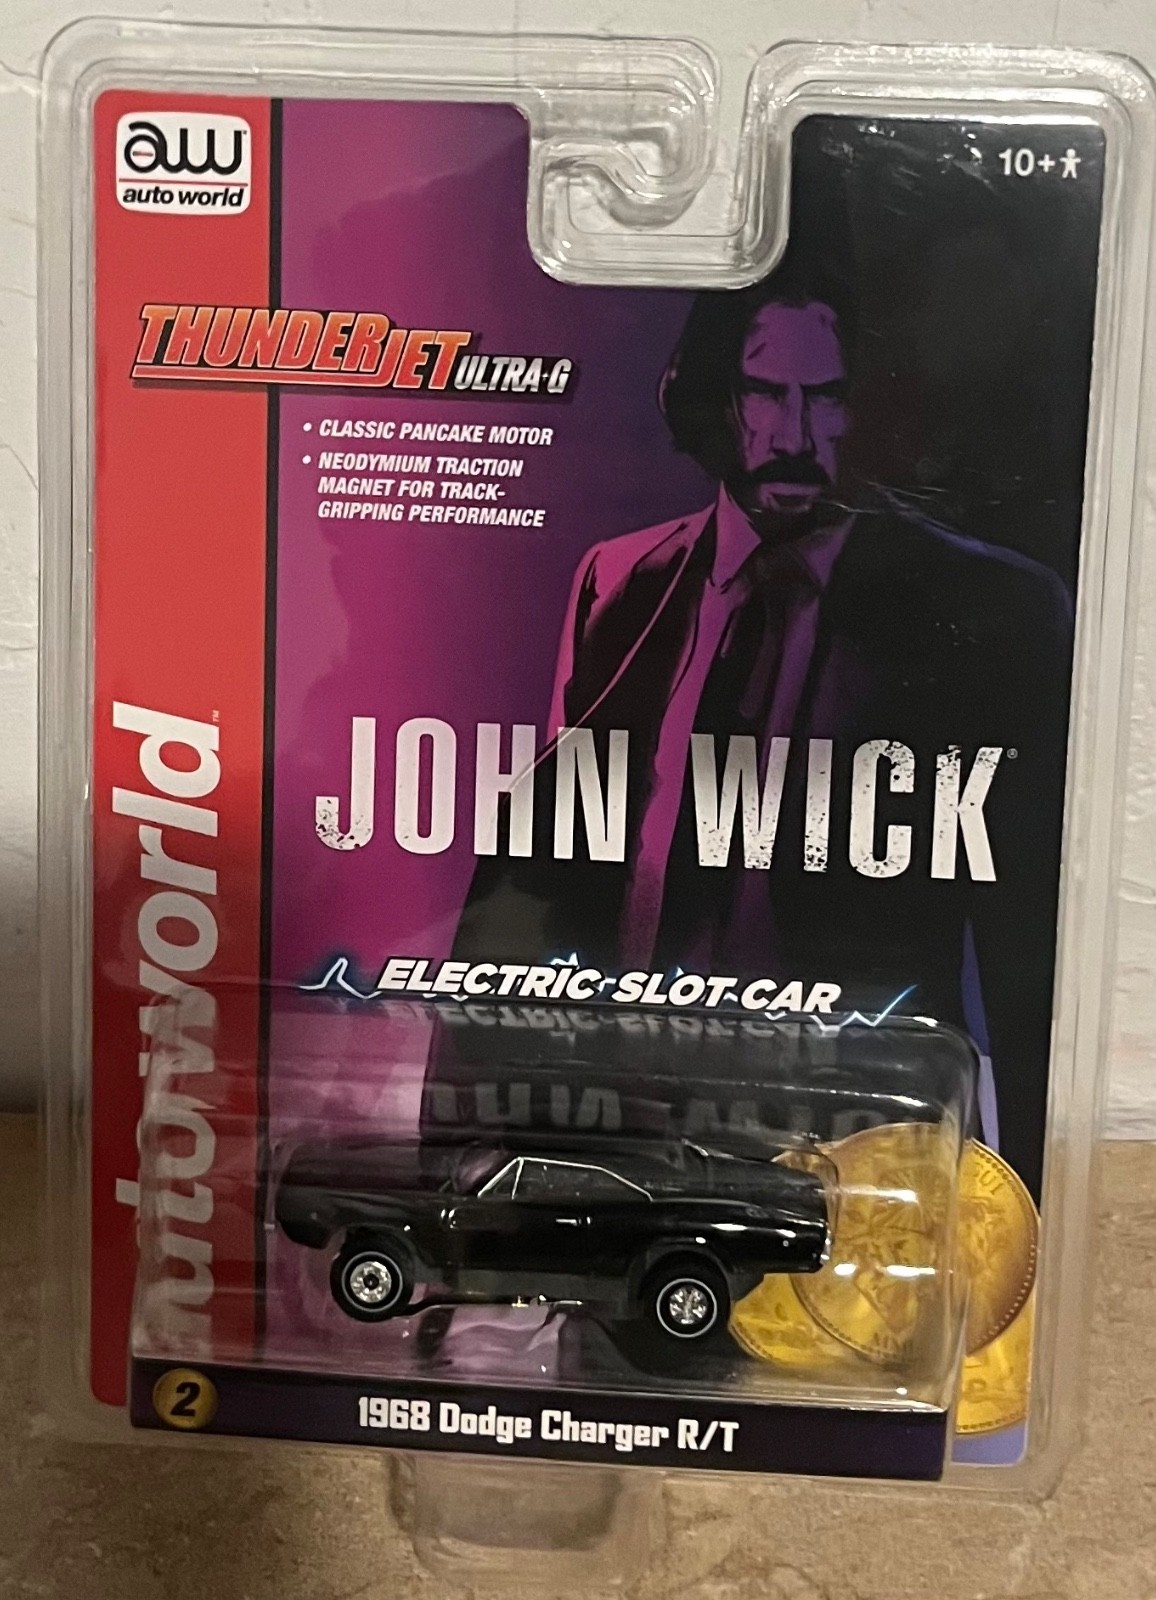 aw
auto world
10+
THUNDERJET ULTRA-G
• CLASSIC PANCAKE MOTOR
• NEODYMIUM TRACTION
MAGNET FOR TRACK-
GRIPPING PERFORMANCE
autoworld™
JOHN WICK®
ELECTRIC SLOT CAR
2
1968 Dodge Charger R/T